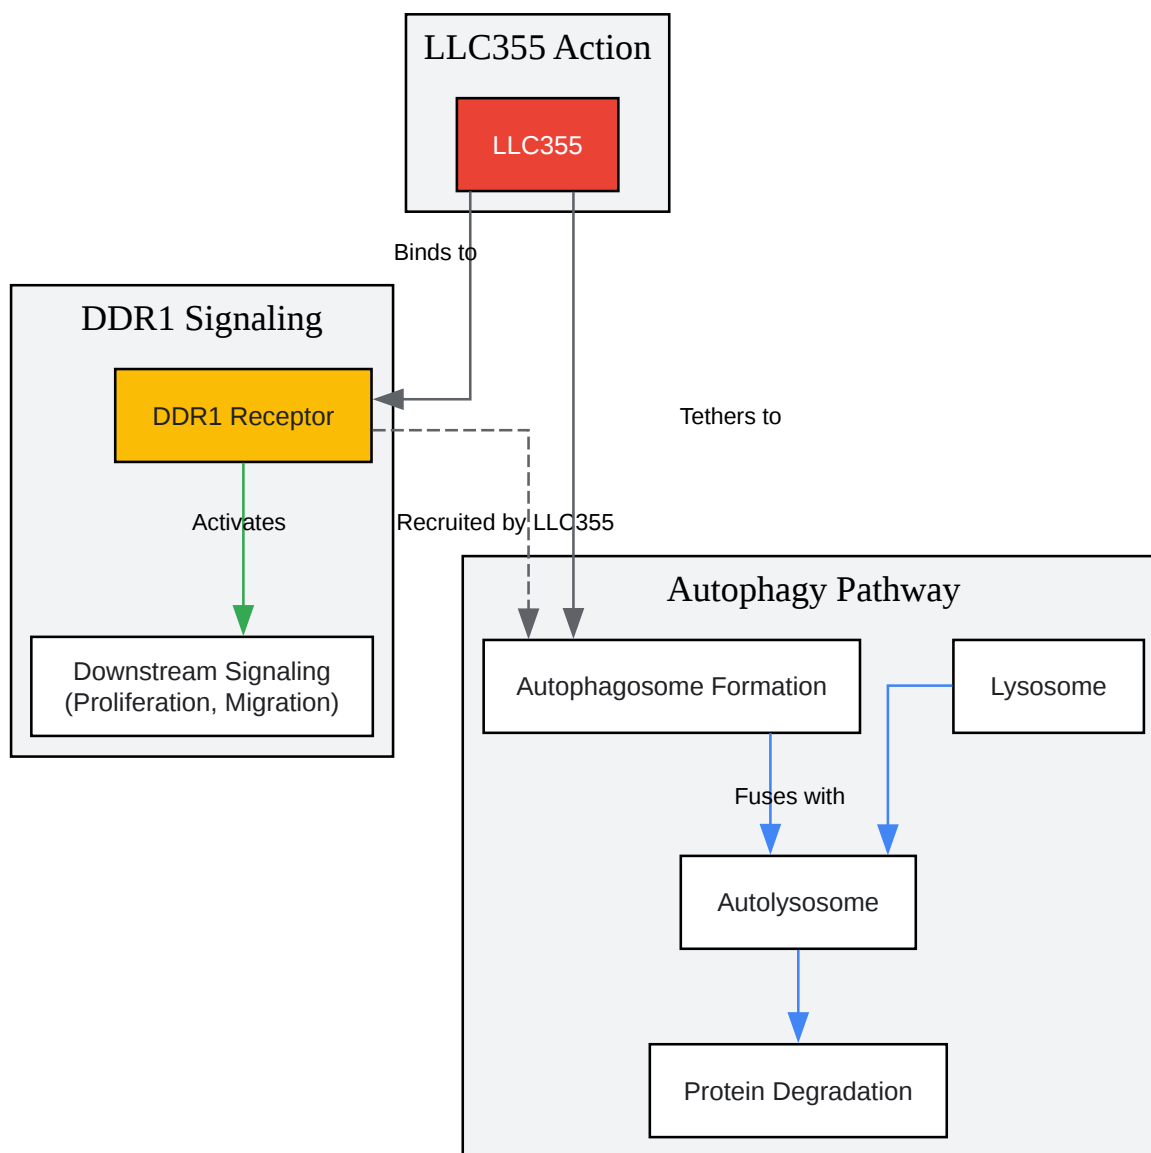 LLC355 Action
LLC355
Binds to
DDR1 Signaling
DDR1 Receptor
Tethers to
Activates
Recruited by LLC355
Autophagy Pathway
Downstream Signaling
(Proliferation, Migration)
Autophagosome Formation
Lysosome
Fuses with
Autolysosome
Protein Degradation